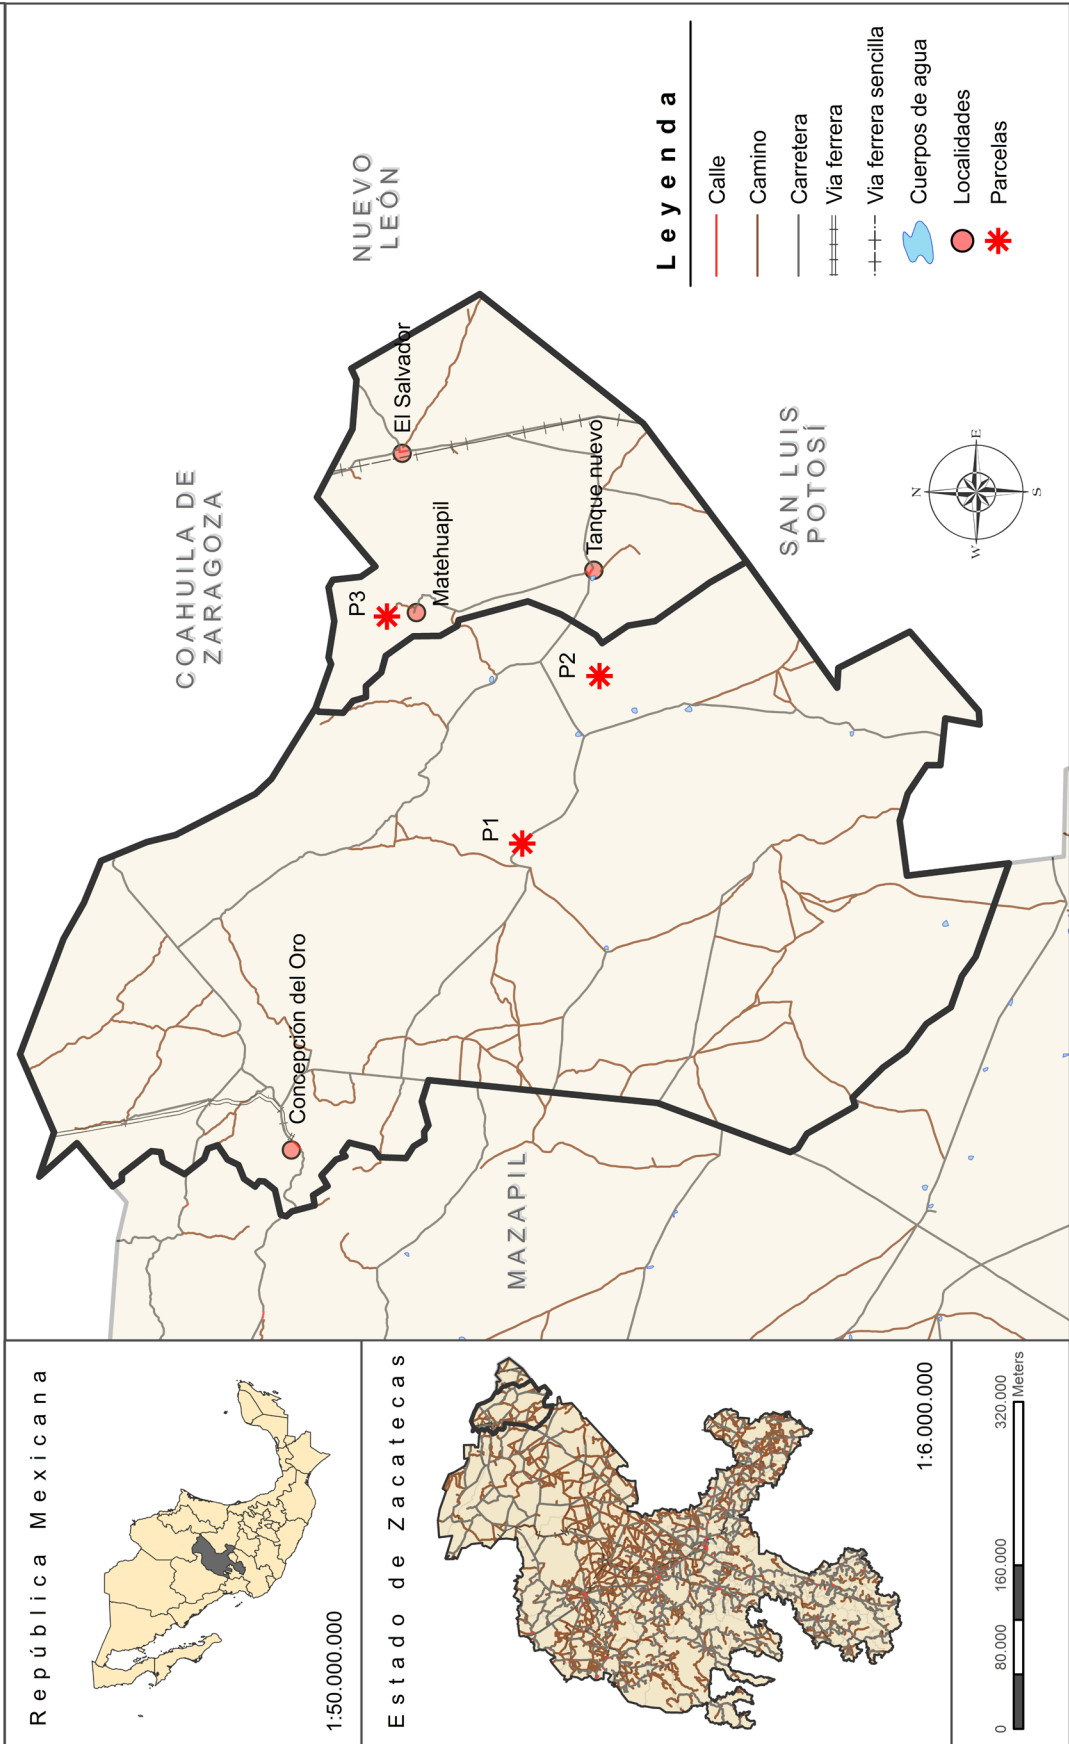 República Mexicana
1:50.000.000
Estado de Zacatecas
1:6.000.000
0
80.000
160.000
320.000
Meters
COAHUILA DE
ZARAGOZA
NUEVO
LEÓN
SAN LUIS
POTOSÍ
MAZAPIL
Concepción del Oro
P1
P2
P3
Matehuapil
El Salvador
Tanque nuevo
N
W
E
S
Leyenda
Calle
Camino
Carretera
Via ferrera
Via ferrera sencilla
Cuerpos de agua
Localidades
Parcelas